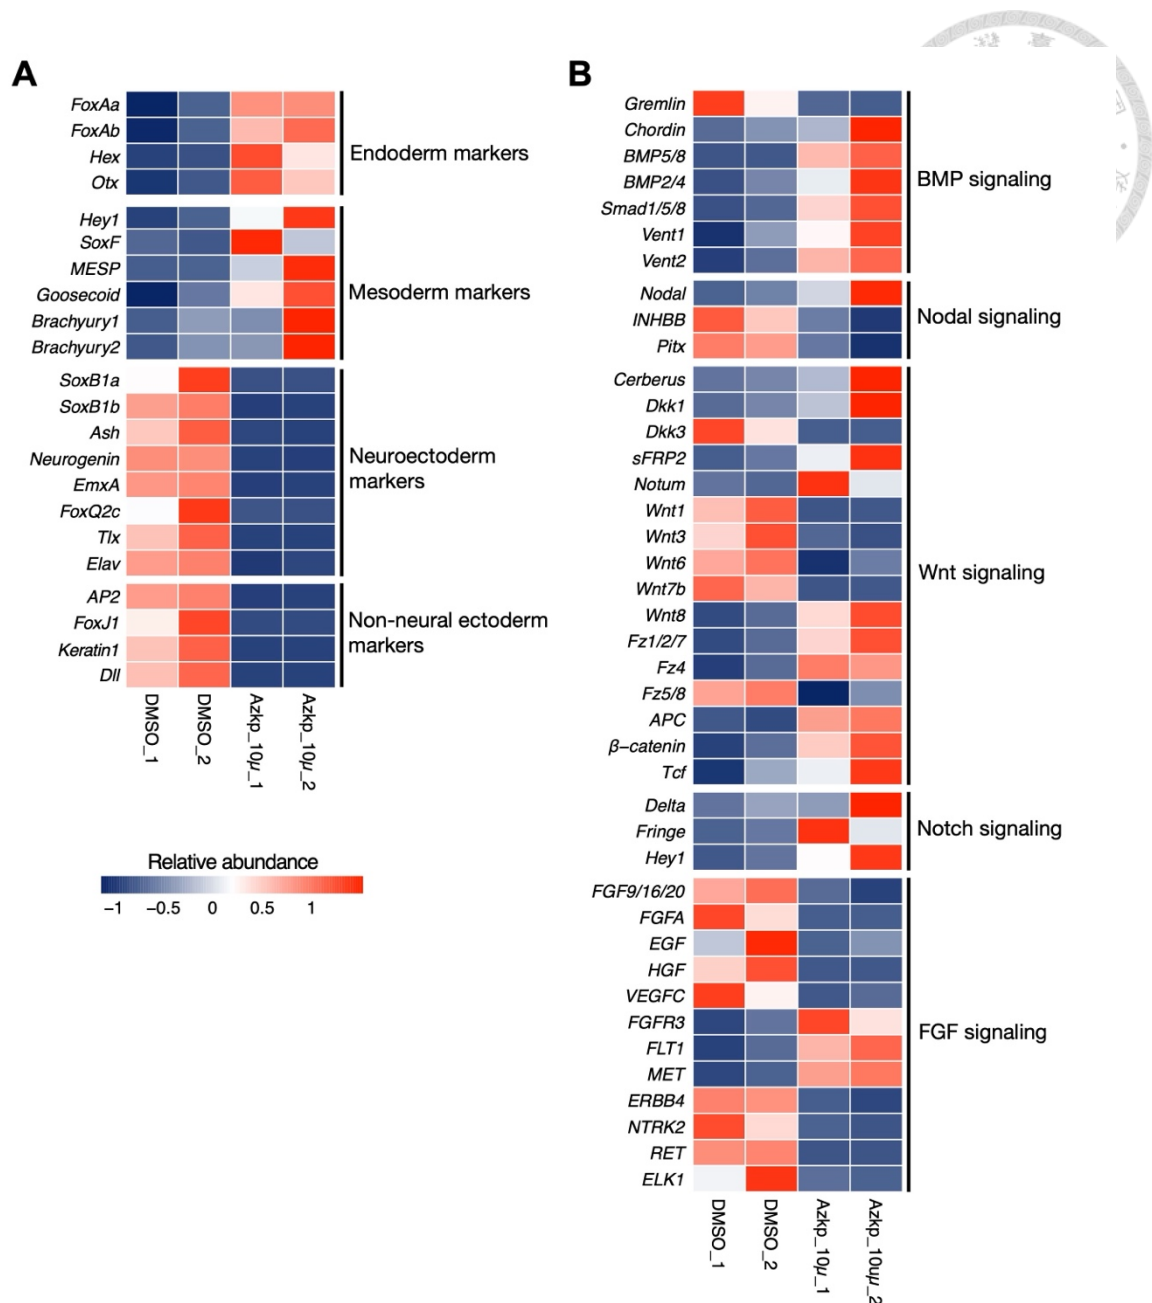 A
FoxAa
FoxAb
Hex
Otx
Endoderm markers
Hey1
SoxF
MESP
Goosecoid
Brachyury1
Brachyury2
Mesoderm markers
SoxB1a
SoxB1b
Ash
Neurogenin
EmxA
FoxQ2c
Tlx
Elav
Neuroectoderm
markers
AP2
FoxJ1
Keratin1
Dll
Non-neural ectoderm
markers
DMSO_1
DMSO_2
Azkp_10μ_1
Azkp_10μ_2
Relative abundance
−1 −0.5 0 0.5 1
B
Gremlin
Chordin
BMP5/8
BMP2/4
Smad1/5/8
Vent1
Vent2
BMP signaling
Nodal
INHBB
Pitx
Nodal signaling
Cerberus
Dkk1
Dkk3
sFRP2
Notum
Wnt1
Wnt3
Wnt6
Wnt7b
Wnt8
Fz1/2/7
Fz4
Fz5/8
APC
β−catenin
Tcf
Wnt signaling
Delta
Fringe
Hey1
Notch signaling
FGF9/16/20
FGFA
EGF
HGF
VEGFC
FGFR3
FLT1
MET
ERBB4
NTRK2
RET
ELK1
FGF signaling
DMSO_1
DMSO_2
Azkp_10μ_1
Azkp_10uμ_2